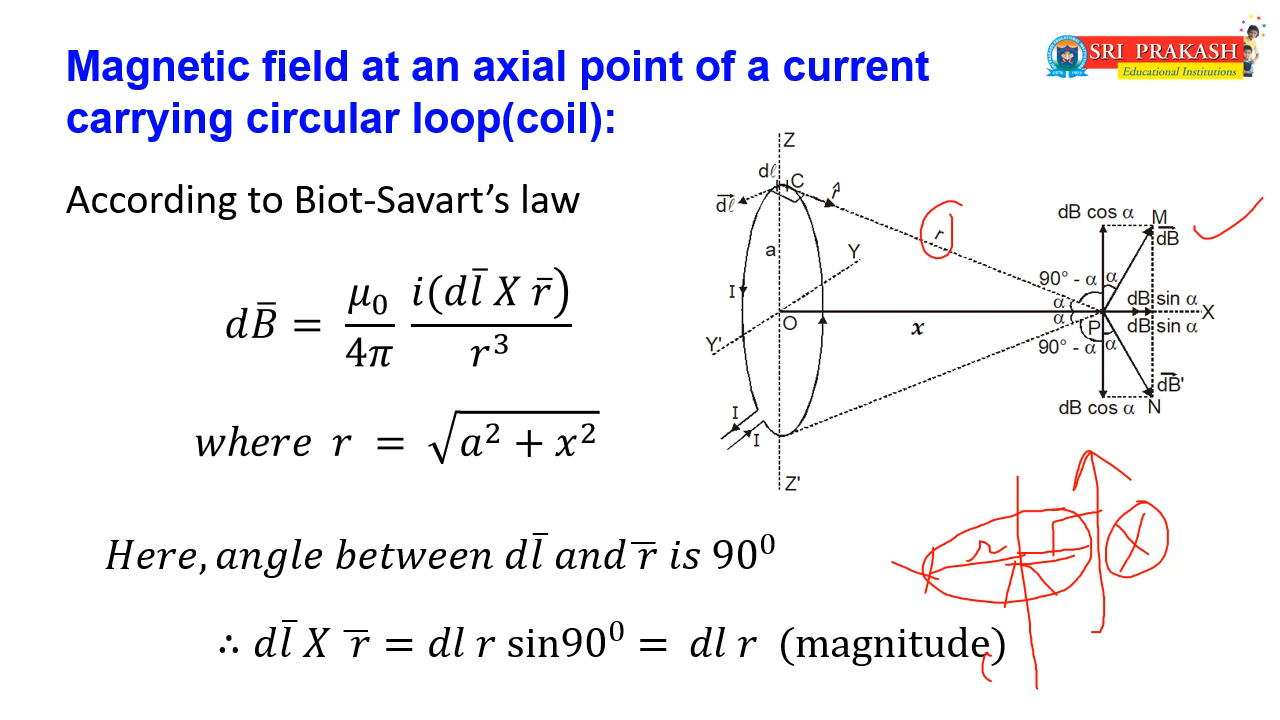 Magnetic field at an axial point of a current
carrying circular loop(coil):
SRI PRAKASH
Educational Institutions
According to Biot-Savart's law
dB̄ = μ₀/4π i(dl̄ X r̄)/r³
where r = √(a² + x²)
Here, angle between dl̄ and r̄ is 90⁰
∴ dl̄ X r̄ = dl r sin90⁰ = dl r (magnitude)
Z
dℓ
C
r̂
dℓ⃗
a
Y
r
I
O
x
Y'
I
I
Z'
dB cos α
M
dB⃗
90° - α
α
α
dB sin α
X
α
P
dB sin α
90° - α
α
dB⃗'
dB cos α
N